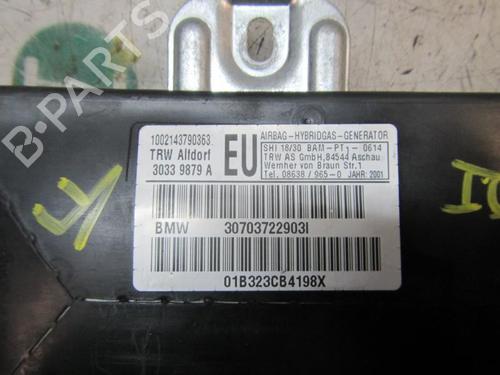 B-PARTS
1002143790363
TRW Alfdorf
3033 9879 A
EU
AIRBAG-HYBRIDGAS-GENERATOR
SHI 18/30 BAM-PT1-0614
TRW AS GmbH,84544 Aschau
Wernher von Braun Str.1
Tel. 08638 / 965-0 JAHR: 2001
BMW 30703722903I
01B323CB4198X